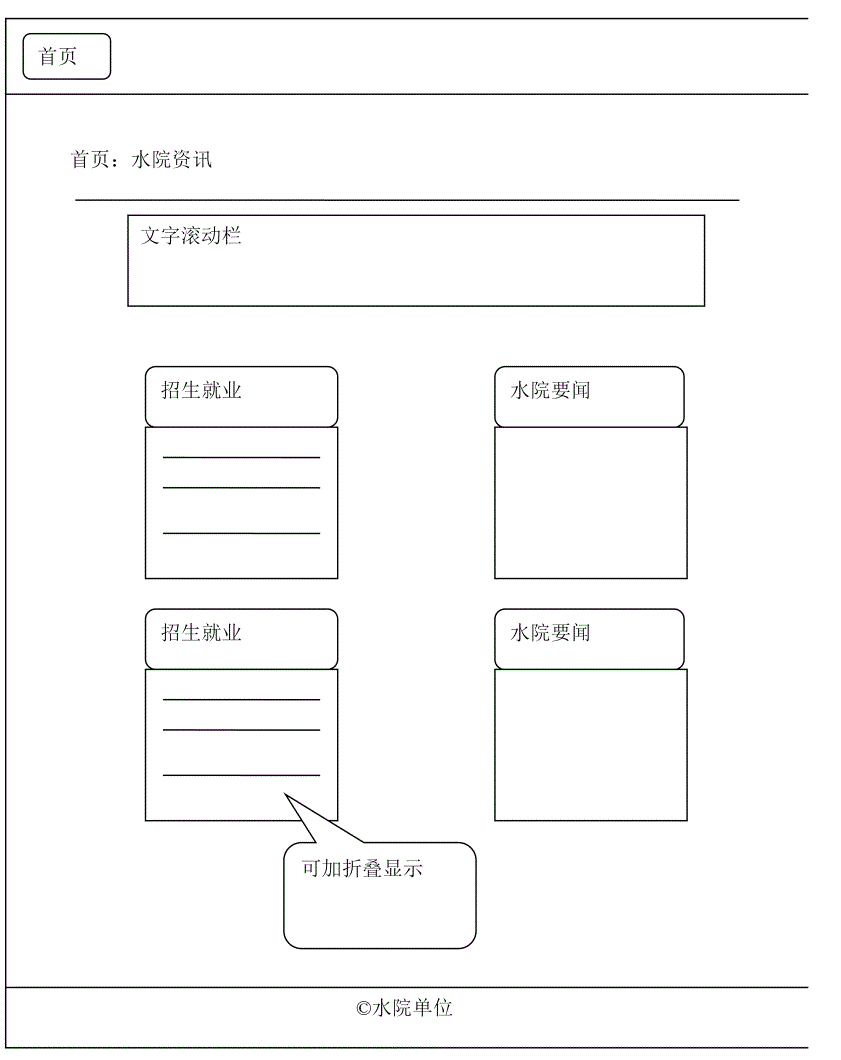 首页
首页：水院资讯
文字滚动栏
招生就业
水院要闻
招生就业
水院要闻
可加折叠显示
©水院单位